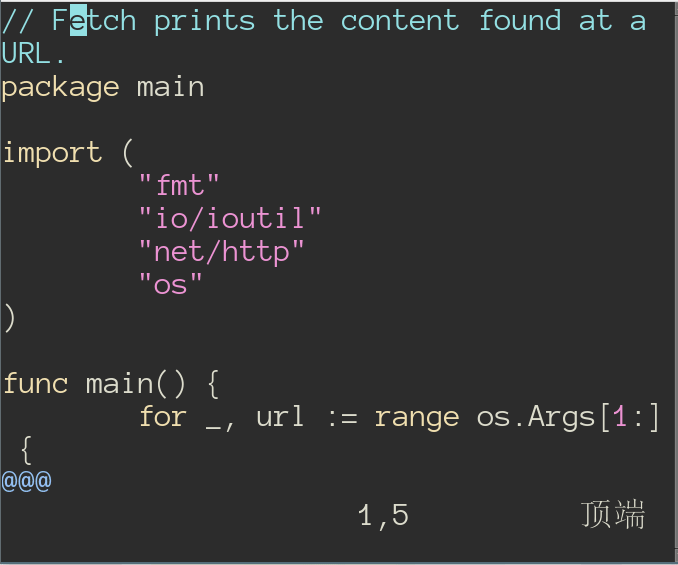 // Fetch prints the content found at a
URL.
package main
import (
"fmt"
"io/ioutil"
"net/http"
"os"
)
func main() {
for _, url := range os.Args[1:]
{
@@@
1,5 顶端